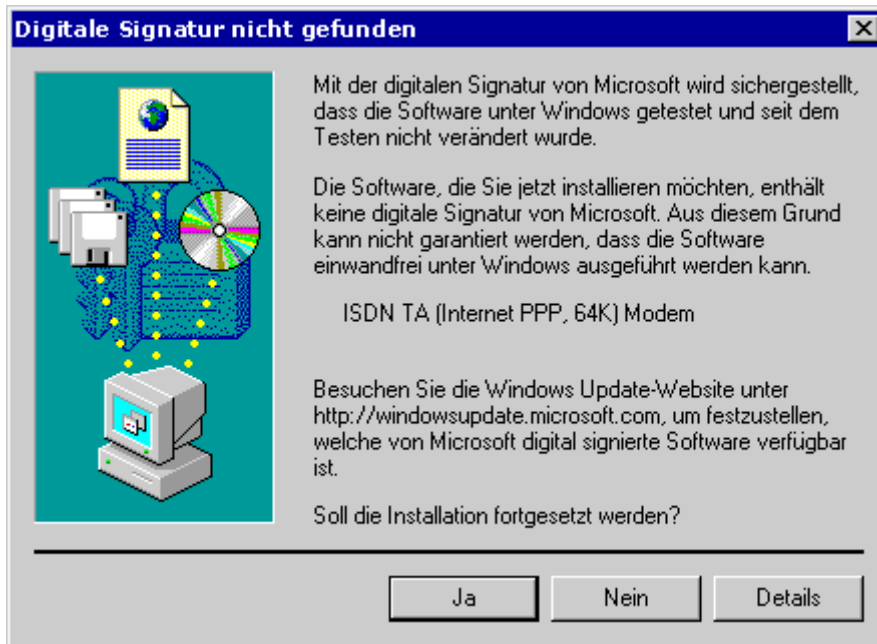 Digitale Signatur nicht gefunden
Mit der digitalen Signatur von Microsoft wird sichergestellt,
dass die Software unter Windows getestet und seit dem
Testen nicht verändert wurde.
Die Software, die Sie jetzt installieren möchten, enthält
keine digitale Signatur von Microsoft. Aus diesem Grund
kann nicht garantiert werden, dass die Software
einwandfrei unter Windows ausgeführt werden kann.
ISDN TA (Internet PPP, 64K) Modem
Besuchen Sie die Windows Update-Website unter
http://windowsupdate.microsoft.com, um festzustellen,
welche von Microsoft digital signierte Software verfügbar
ist.
Soll die Installation fortgesetzt werden?
Ja
Nein
Details